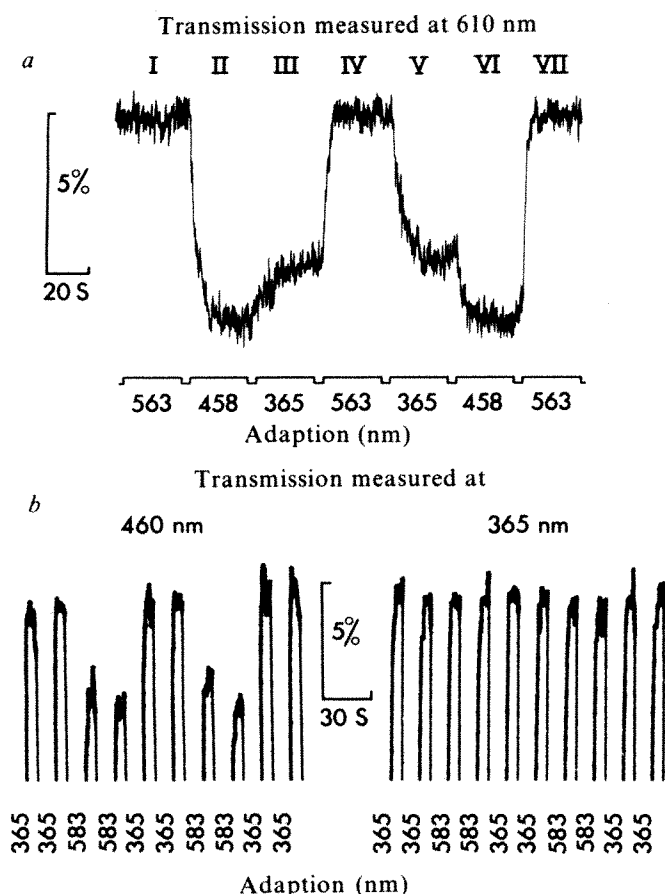 Transmission measured at 610 nm
a
I II III IV V VI VII
5%
20 S
563 458 365 563 365 458 563
Adaption (nm)
Transmission measured at
b
460 nm 365 nm
5%
30 S
365 365 583 583 365 365 583 583 365 365 365 365 583 583 365 365 583 583 365 365
Adaption (nm)